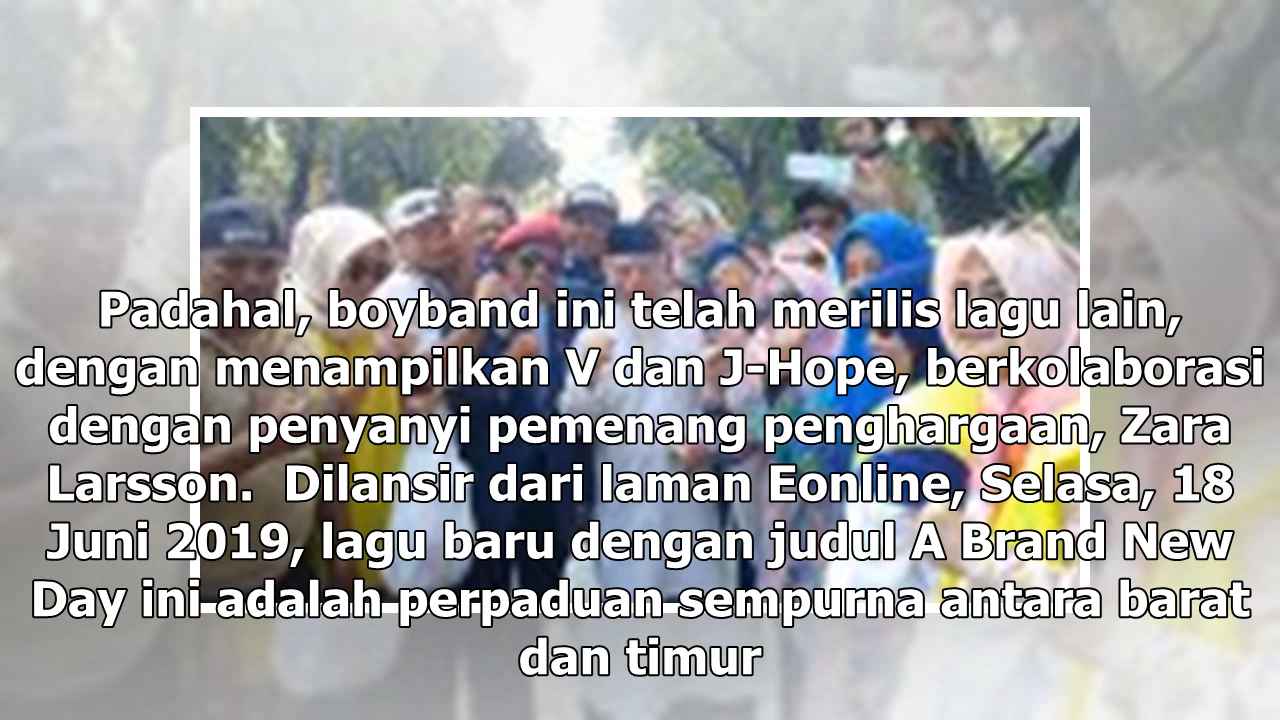 Padahal, boyband ini telah merilis lagu lain,
dengan menampilkan V dan J-Hope, berkolaborasi
dengan penyanyi pemenang penghargaan, Zara
Larsson.  Dilansir dari laman Eonline, Selasa, 18
Juni 2019, lagu baru dengan judul A Brand New
Day ini adalah perpaduan sempurna antara barat
dan timur